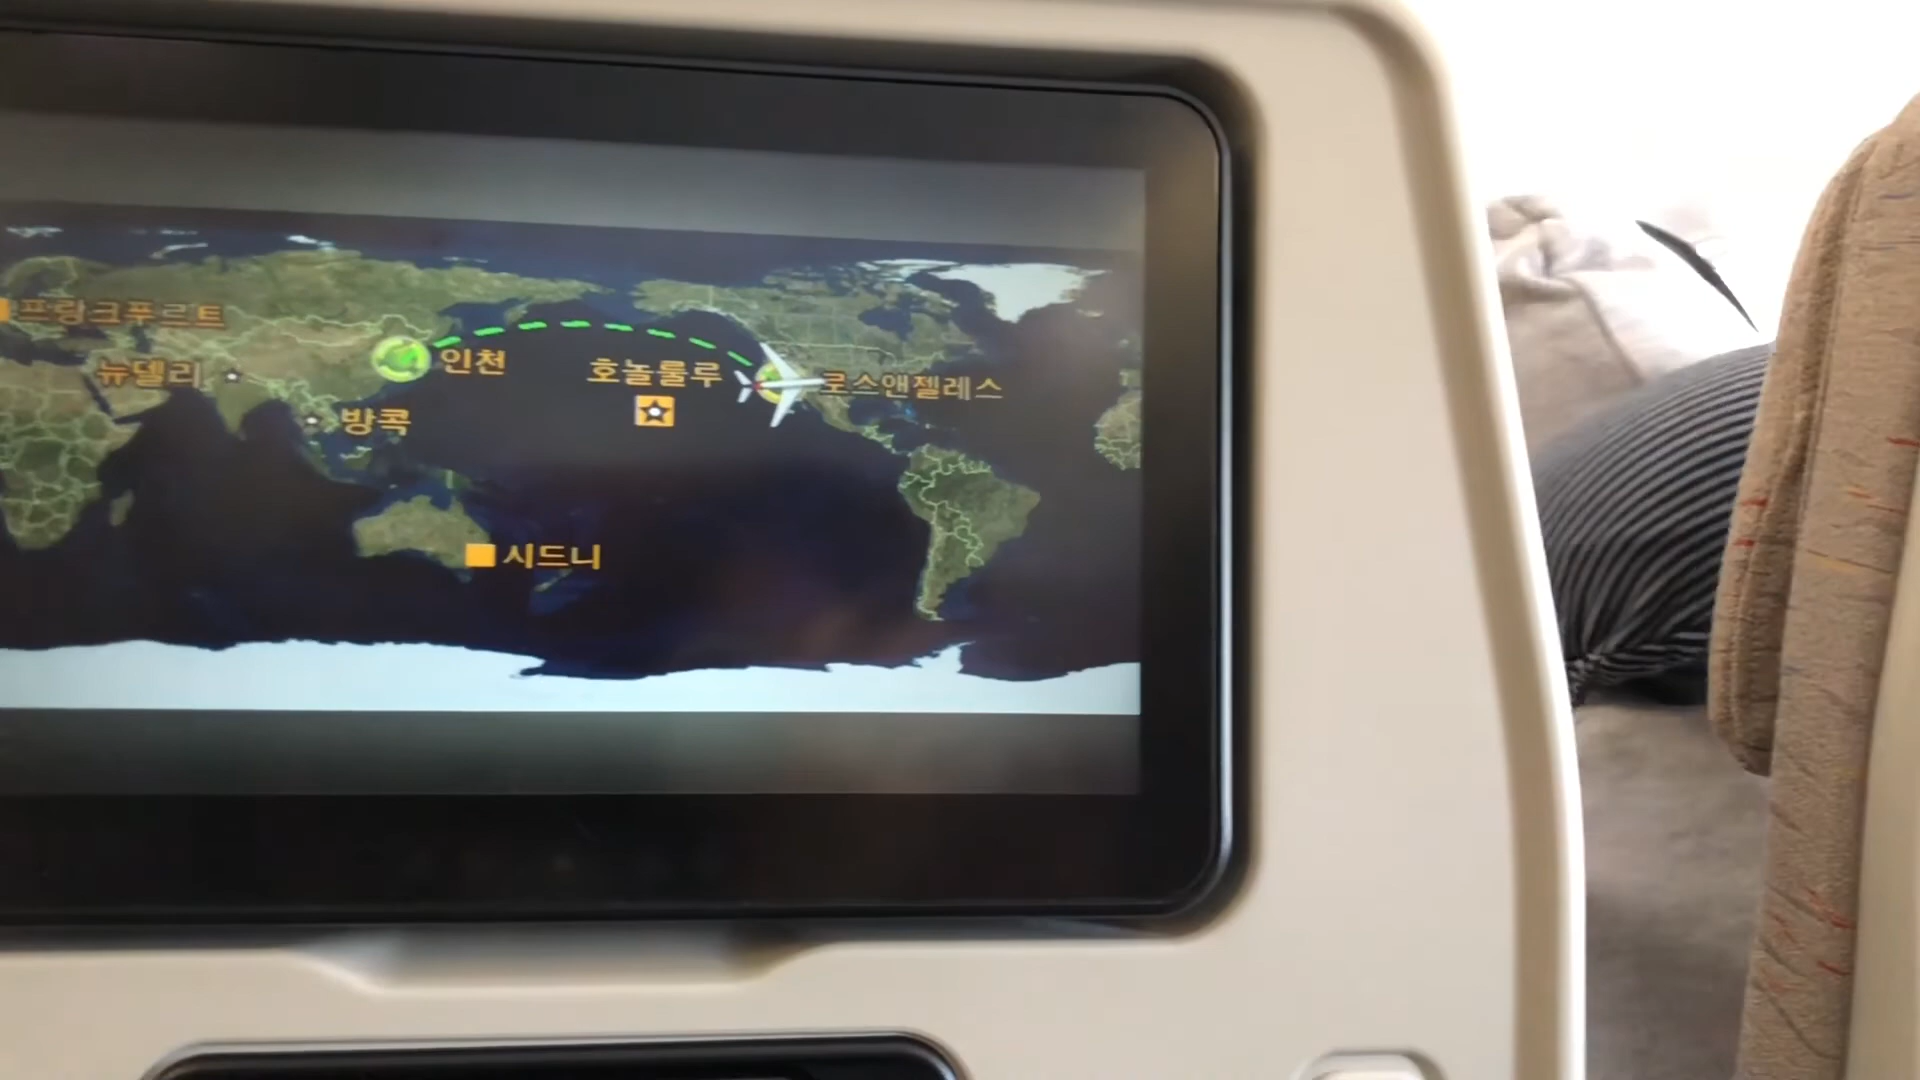 프랑크푸르트
뉴델리
인천
호놀룰루
로스앤젤레스
방콕
시드니